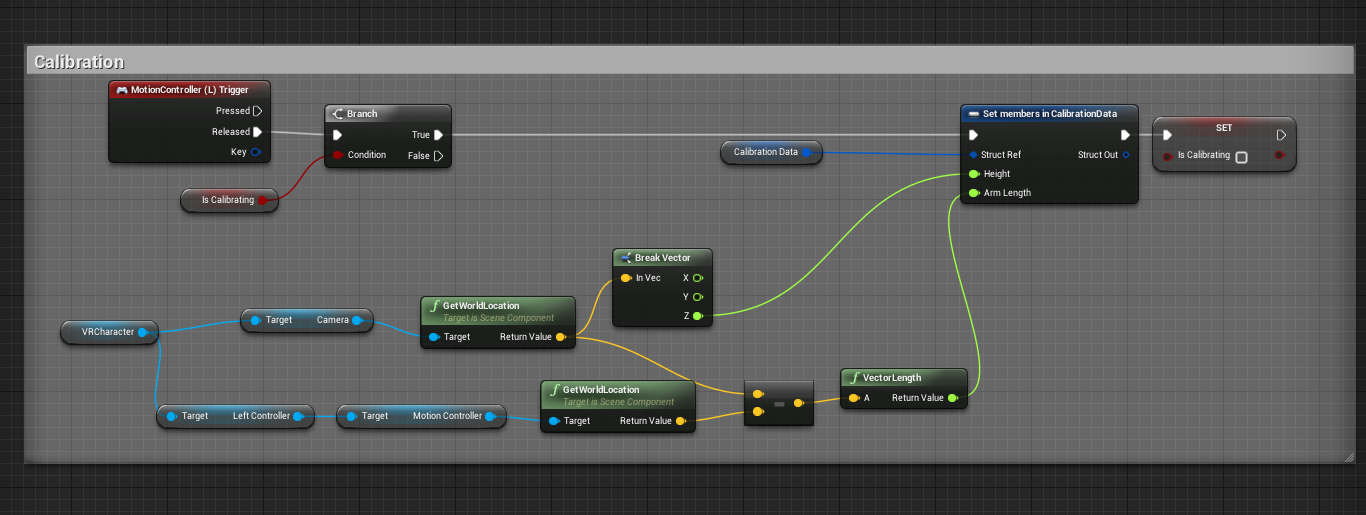 Calibration
MotionController (L) Trigger
Pressed
Released
Key
Branch
True
Condition
False
Is Calibrating
Calibration Data
Set members in CalibrationData
Struct Ref
Struct Out
Height
Arm Length
SET
Is Calibrating
Break Vector
In Vec
X
Y
Z
VRCharacter
Target
Camera
f GetWorldLocation
Target is Scene Component
Target
Return Value
Target
Left Controller
Target
Motion Controller
f GetWorldLocation
Target is Scene Component
Target
Return Value
-
f VectorLength
A
Return Value